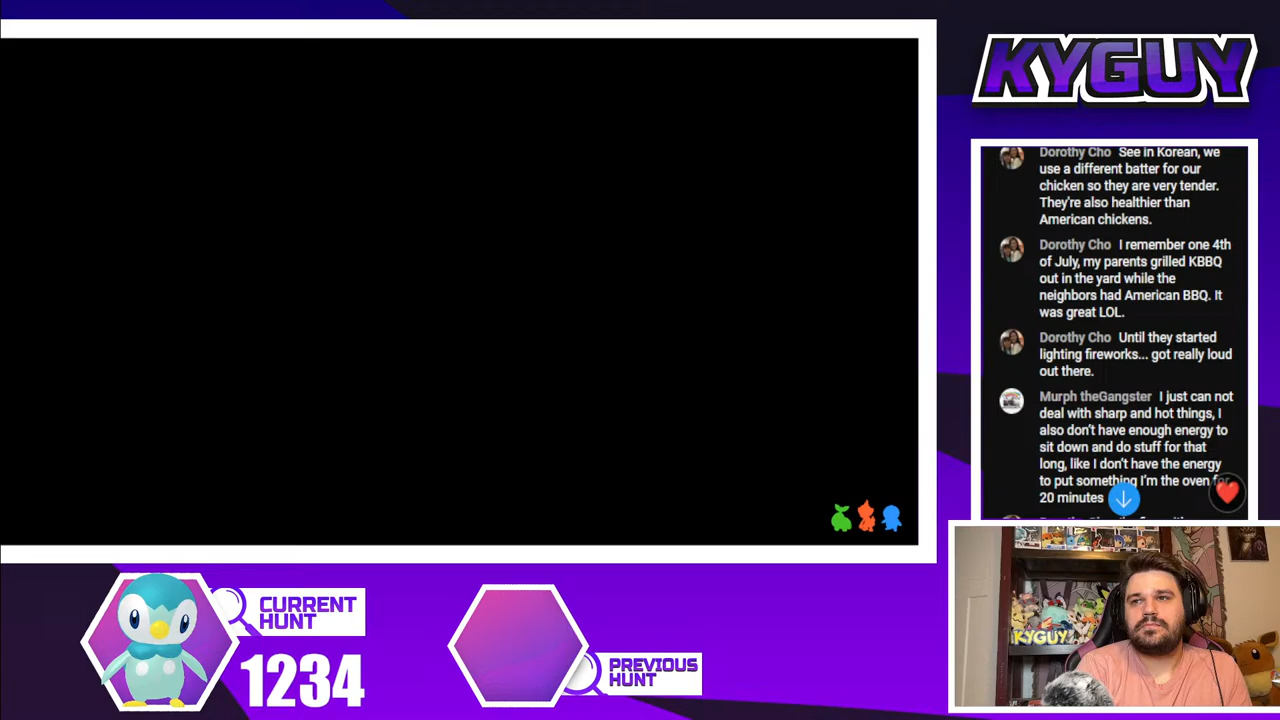 KYGUY
Dorothy Cho See in Korean, we
use a different batter for our
chicken so they are very tender.
They're also healthier than
American chickens.
Dorothy Cho I remember one 4th
of July, my parents grilled KBBQ
out in the yard while the
neighbors had American BBQ. It
was great LOL.
Dorothy Cho Until they started
lighting fireworks... got really loud
out there.
Murph theGangster I just can not
deal with sharp and hot things, I
also don't have enough energy to
sit down and do stuff for that
long, like I don't have the energy
to put something I'm the oven for
20 minutes
KYGUY
CURRENT
HUNT
1234
PREVIOUS
HUNT